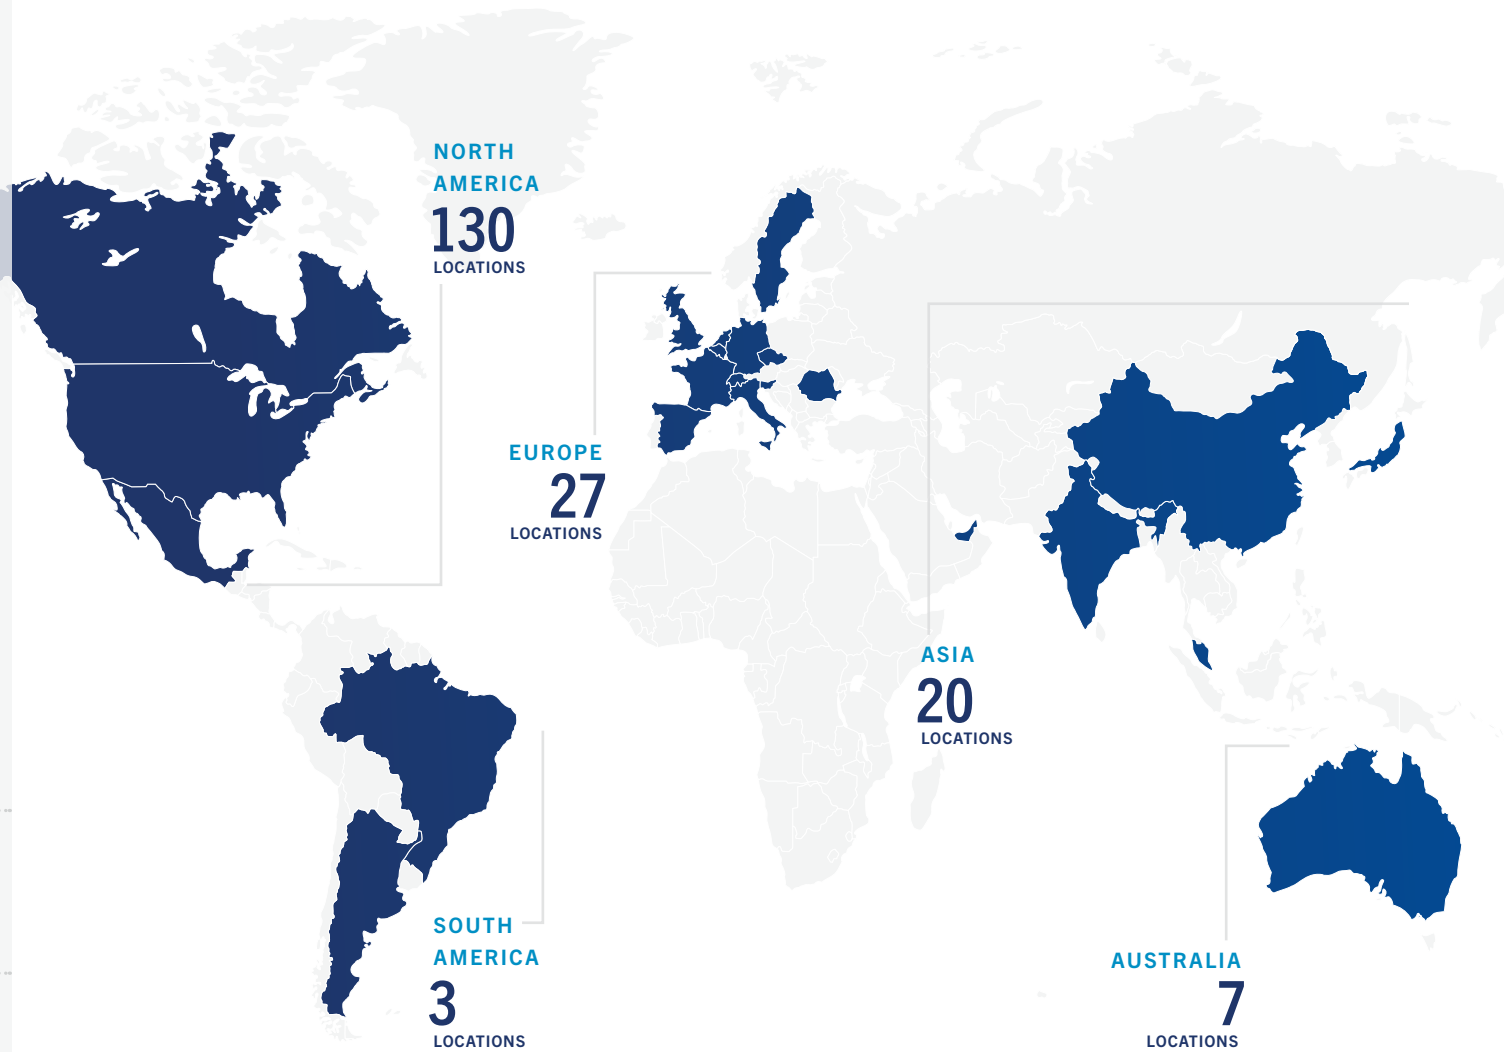 NORTH
AMERICA
130
LOCATIONS
EUROPE
27
LOCATIONS
ASIA
20
LOCATIONS
SOUTH
AMERICA
3
LOCATIONS
AUSTRALIA
7
LOCATIONS